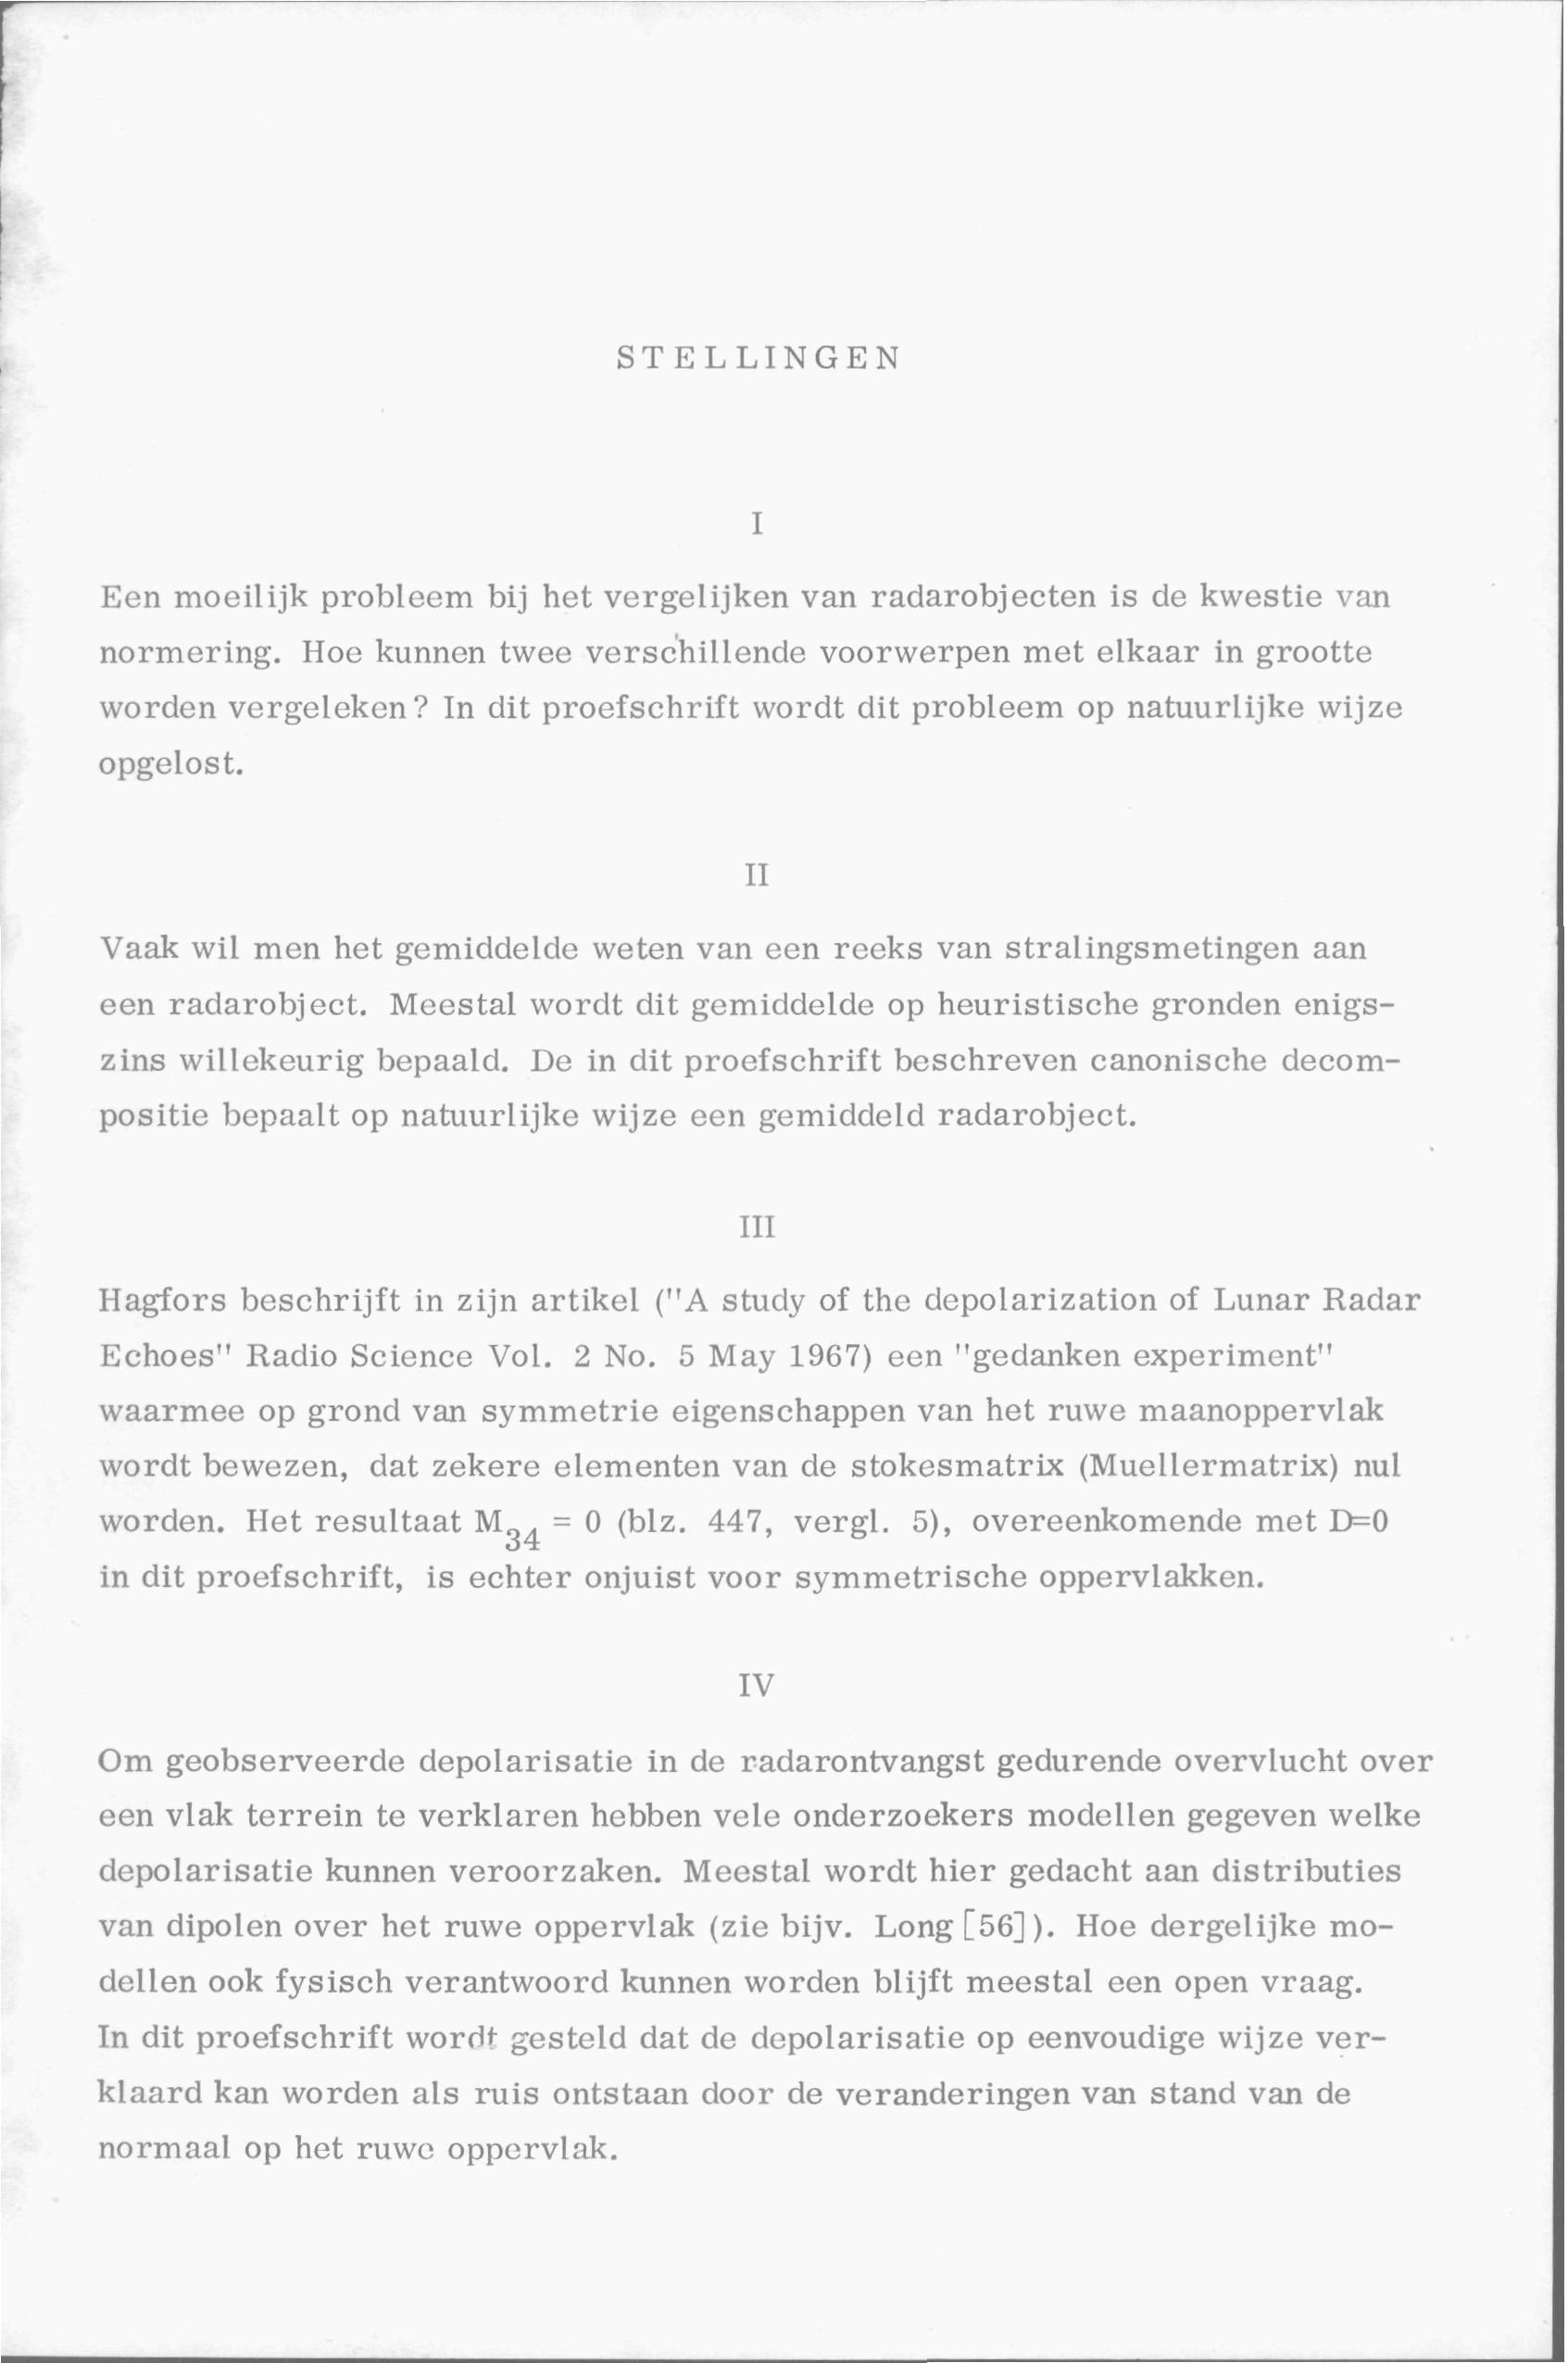 STELLINGEN
I
Een moeilijk probleem bij het vergelijken van radarobjecten is de kwestie van
normering. Hoe kunnen twee verschillende voorwerpen met elkaar in grootte
worden vergeleken? In dit proefschrift wordt dit probleem op natuurlijke wijze
opgelost.
II
Vaak wil men het gemiddelde weten van een reeks van stralingsmetingen aan
een radarobject. Meestal wordt dit gemiddelde op heuristische gronden enigs-
zins willekeurig bepaald. De in dit proefschrift beschreven canonische decom-
positie bepaalt op natuurlijke wijze een gemiddeld radarobject.
III
Hagfors beschrijft in zijn artikel ("A study of the depolarization of Lunar Radar
Echoes" Radio Science Vol. 2 No. 5 May 1967) een "gedanken experiment"
waarmee op grond van symmetrie eigenschappen van het ruwe maanoppervlak
wordt bewezen, dat zekere elementen van de stokesmatrix (Muellermatrix) nul
worden. Het resultaat M₃₄ = 0 (blz. 447, vergl. 5), overeenkomende met D=0
in dit proefschrift, is echter onjuist voor symmetrische oppervlakken.
IV
Om geobserveerde depolarisatie in de radarontvangst gedurende overvlucht over
een vlak terrein te verklaren hebben vele onderzoekers modellen gegeven welke
depolarisatie kunnen veroorzaken. Meestal wordt hier gedacht aan distributies
van dipolen over het ruwe oppervlak (zie bijv. Long [56]). Hoe dergelijke mo-
dellen ook fysisch verantwoord kunnen worden blijft meestal een open vraag.
In dit proefschrift wordt gesteld dat de depolarisatie op eenvoudige wijze ver-
klaard kan worden als ruis ontstaan door de veranderingen van stand van de
normaal op het ruwe oppervlak.